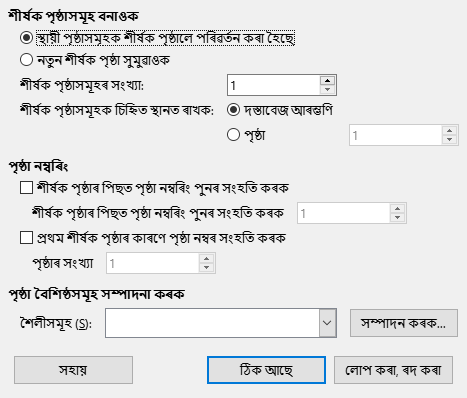 শীৰ্ষক পৃষ্ঠাসমূহ বনাওক
স্থায়ী পৃষ্ঠাসমূহক শীৰ্ষক পৃষ্ঠালে পৰিৱৰ্তন কৰা হৈছে
নতুন শীৰ্ষক পৃষ্ঠা সুমুৱাওক
শীৰ্ষক পৃষ্ঠাসমূহৰ সংখ্যা: 1
শীৰ্ষক পৃষ্ঠাসমূহক চিহ্নিত স্থানত ৰাখক: দস্তাবেজ আৰম্ভণি
পৃষ্ঠা 1
পৃষ্ঠা নম্বৰিং
শীৰ্ষক পৃষ্ঠাৰ পিছত পৃষ্ঠা নম্বৰিং পুনৰ সংহতি কৰক
শীৰ্ষক পৃষ্ঠাৰ পিছত পৃষ্ঠা নম্বৰিং পুনৰ সংহতি কৰক 1
প্ৰথম শীৰ্ষক পৃষ্ঠাৰ কাৰণে পৃষ্ঠা নম্বৰ সংহতি কৰক
পৃষ্ঠাৰ সংখ্যা 1
পৃষ্ঠা বৈশিষ্ঠসমূহ সম্পাদনা কৰক
শৈলীসমূহ (S): সম্পাদন কৰক...
সহায় ঠিক আছে লোপ কৰা, ৰদ কৰা